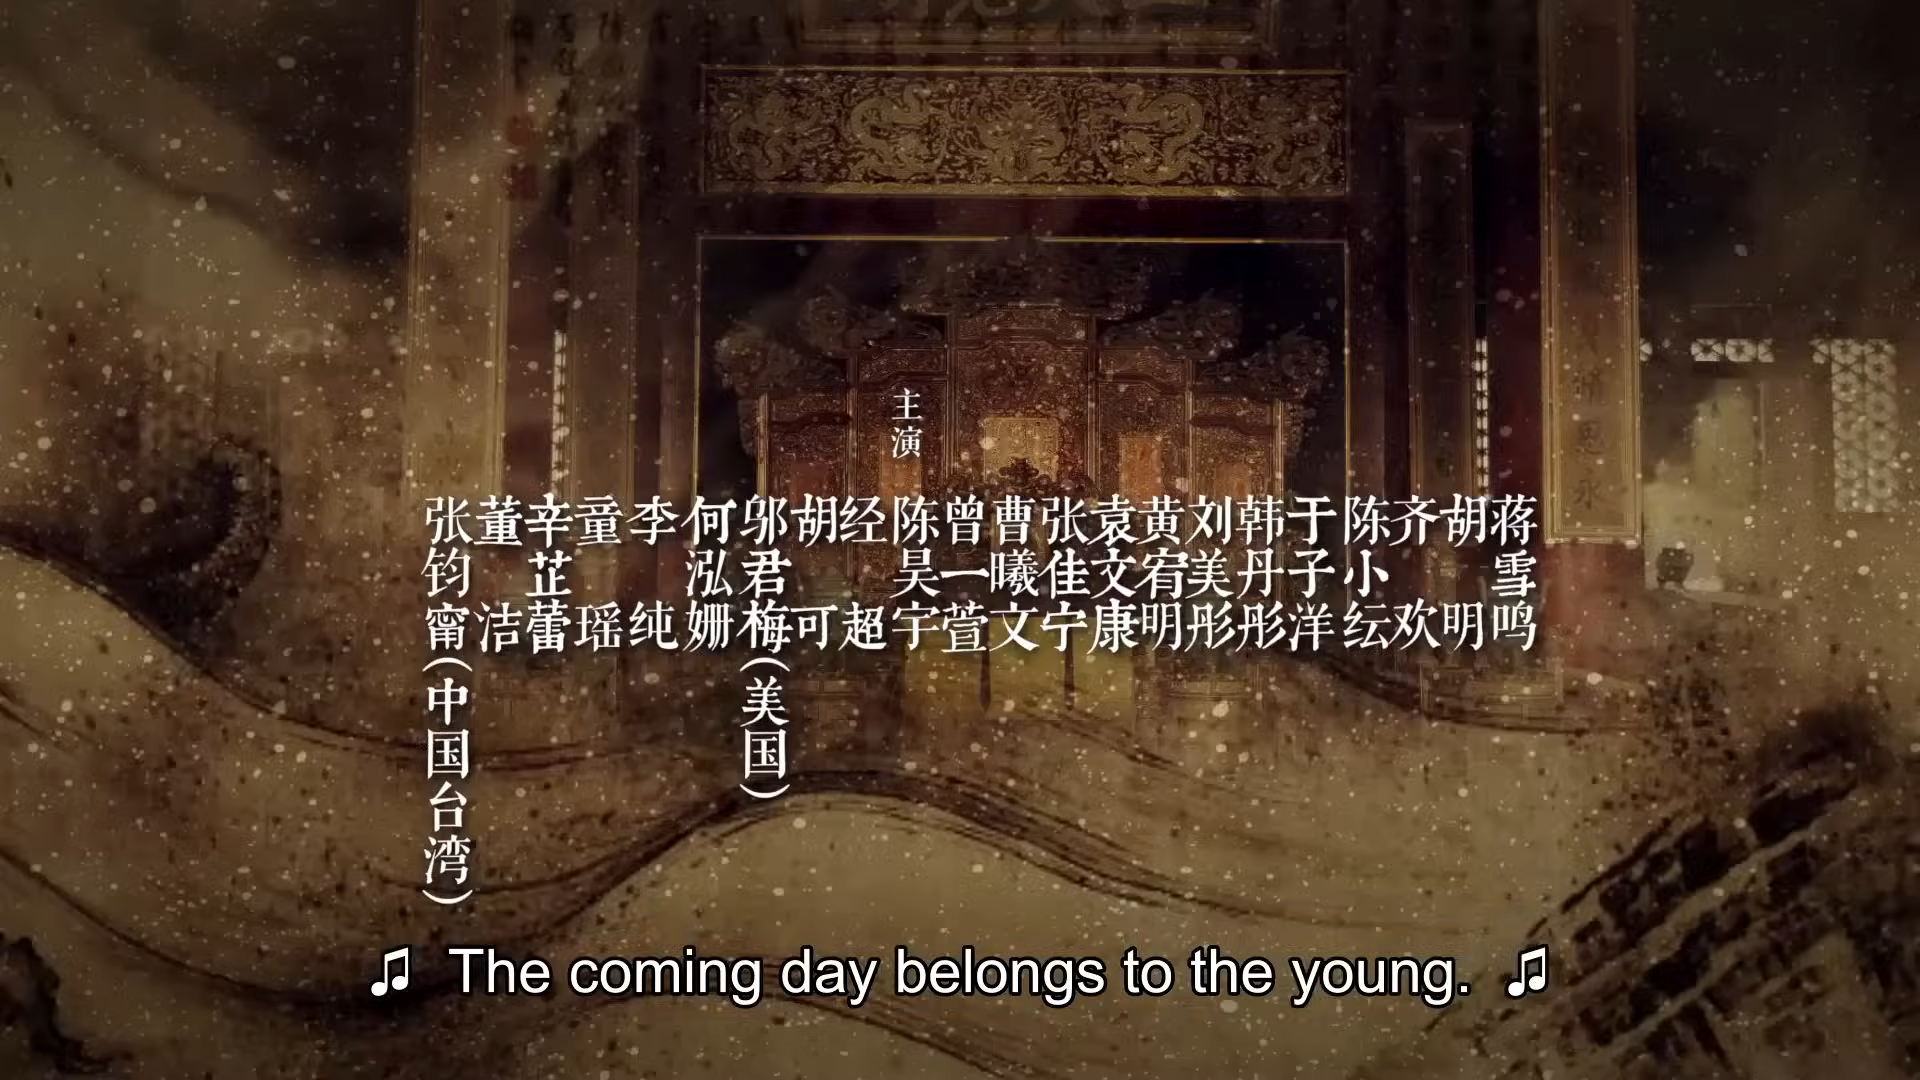 主演
张钧甯(中国台湾)
董洁
辛芷蕾
童瑶
李纯
何泓姗
邬君梅(美国)
胡可
经超
陈昊宇
曾一萱
曹曦文
张佳宁
袁文康
黄宥明
刘美彤
韩丹彤
于子洋
陈小纭
齐欢
胡明
蒋雪鸣
♫ The coming day belongs to the young. ♫